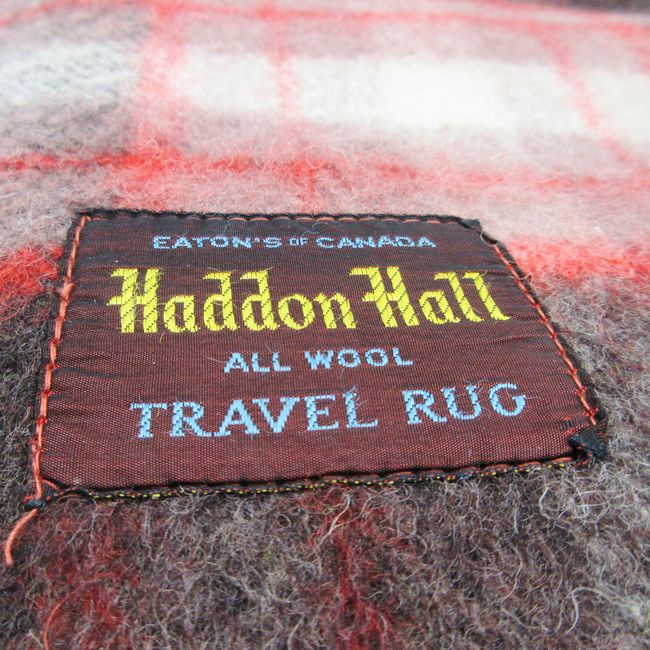 EATON'S OF CANADA
Haddon Hall
ALL WOOL
TRAVEL RUG